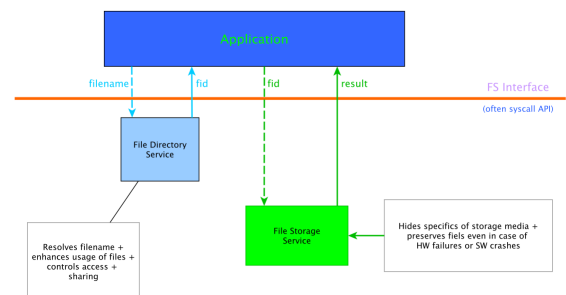 Application
filename
fid
fid
result
FS Interface
(often syscall API)
File Directory
Service
File Storage
Service
Hides specifics of storage media +
preserves fiels even in case of
HW failures or SW crashes
Resolves filename +
enhances usage of files +
controls access +
sharing